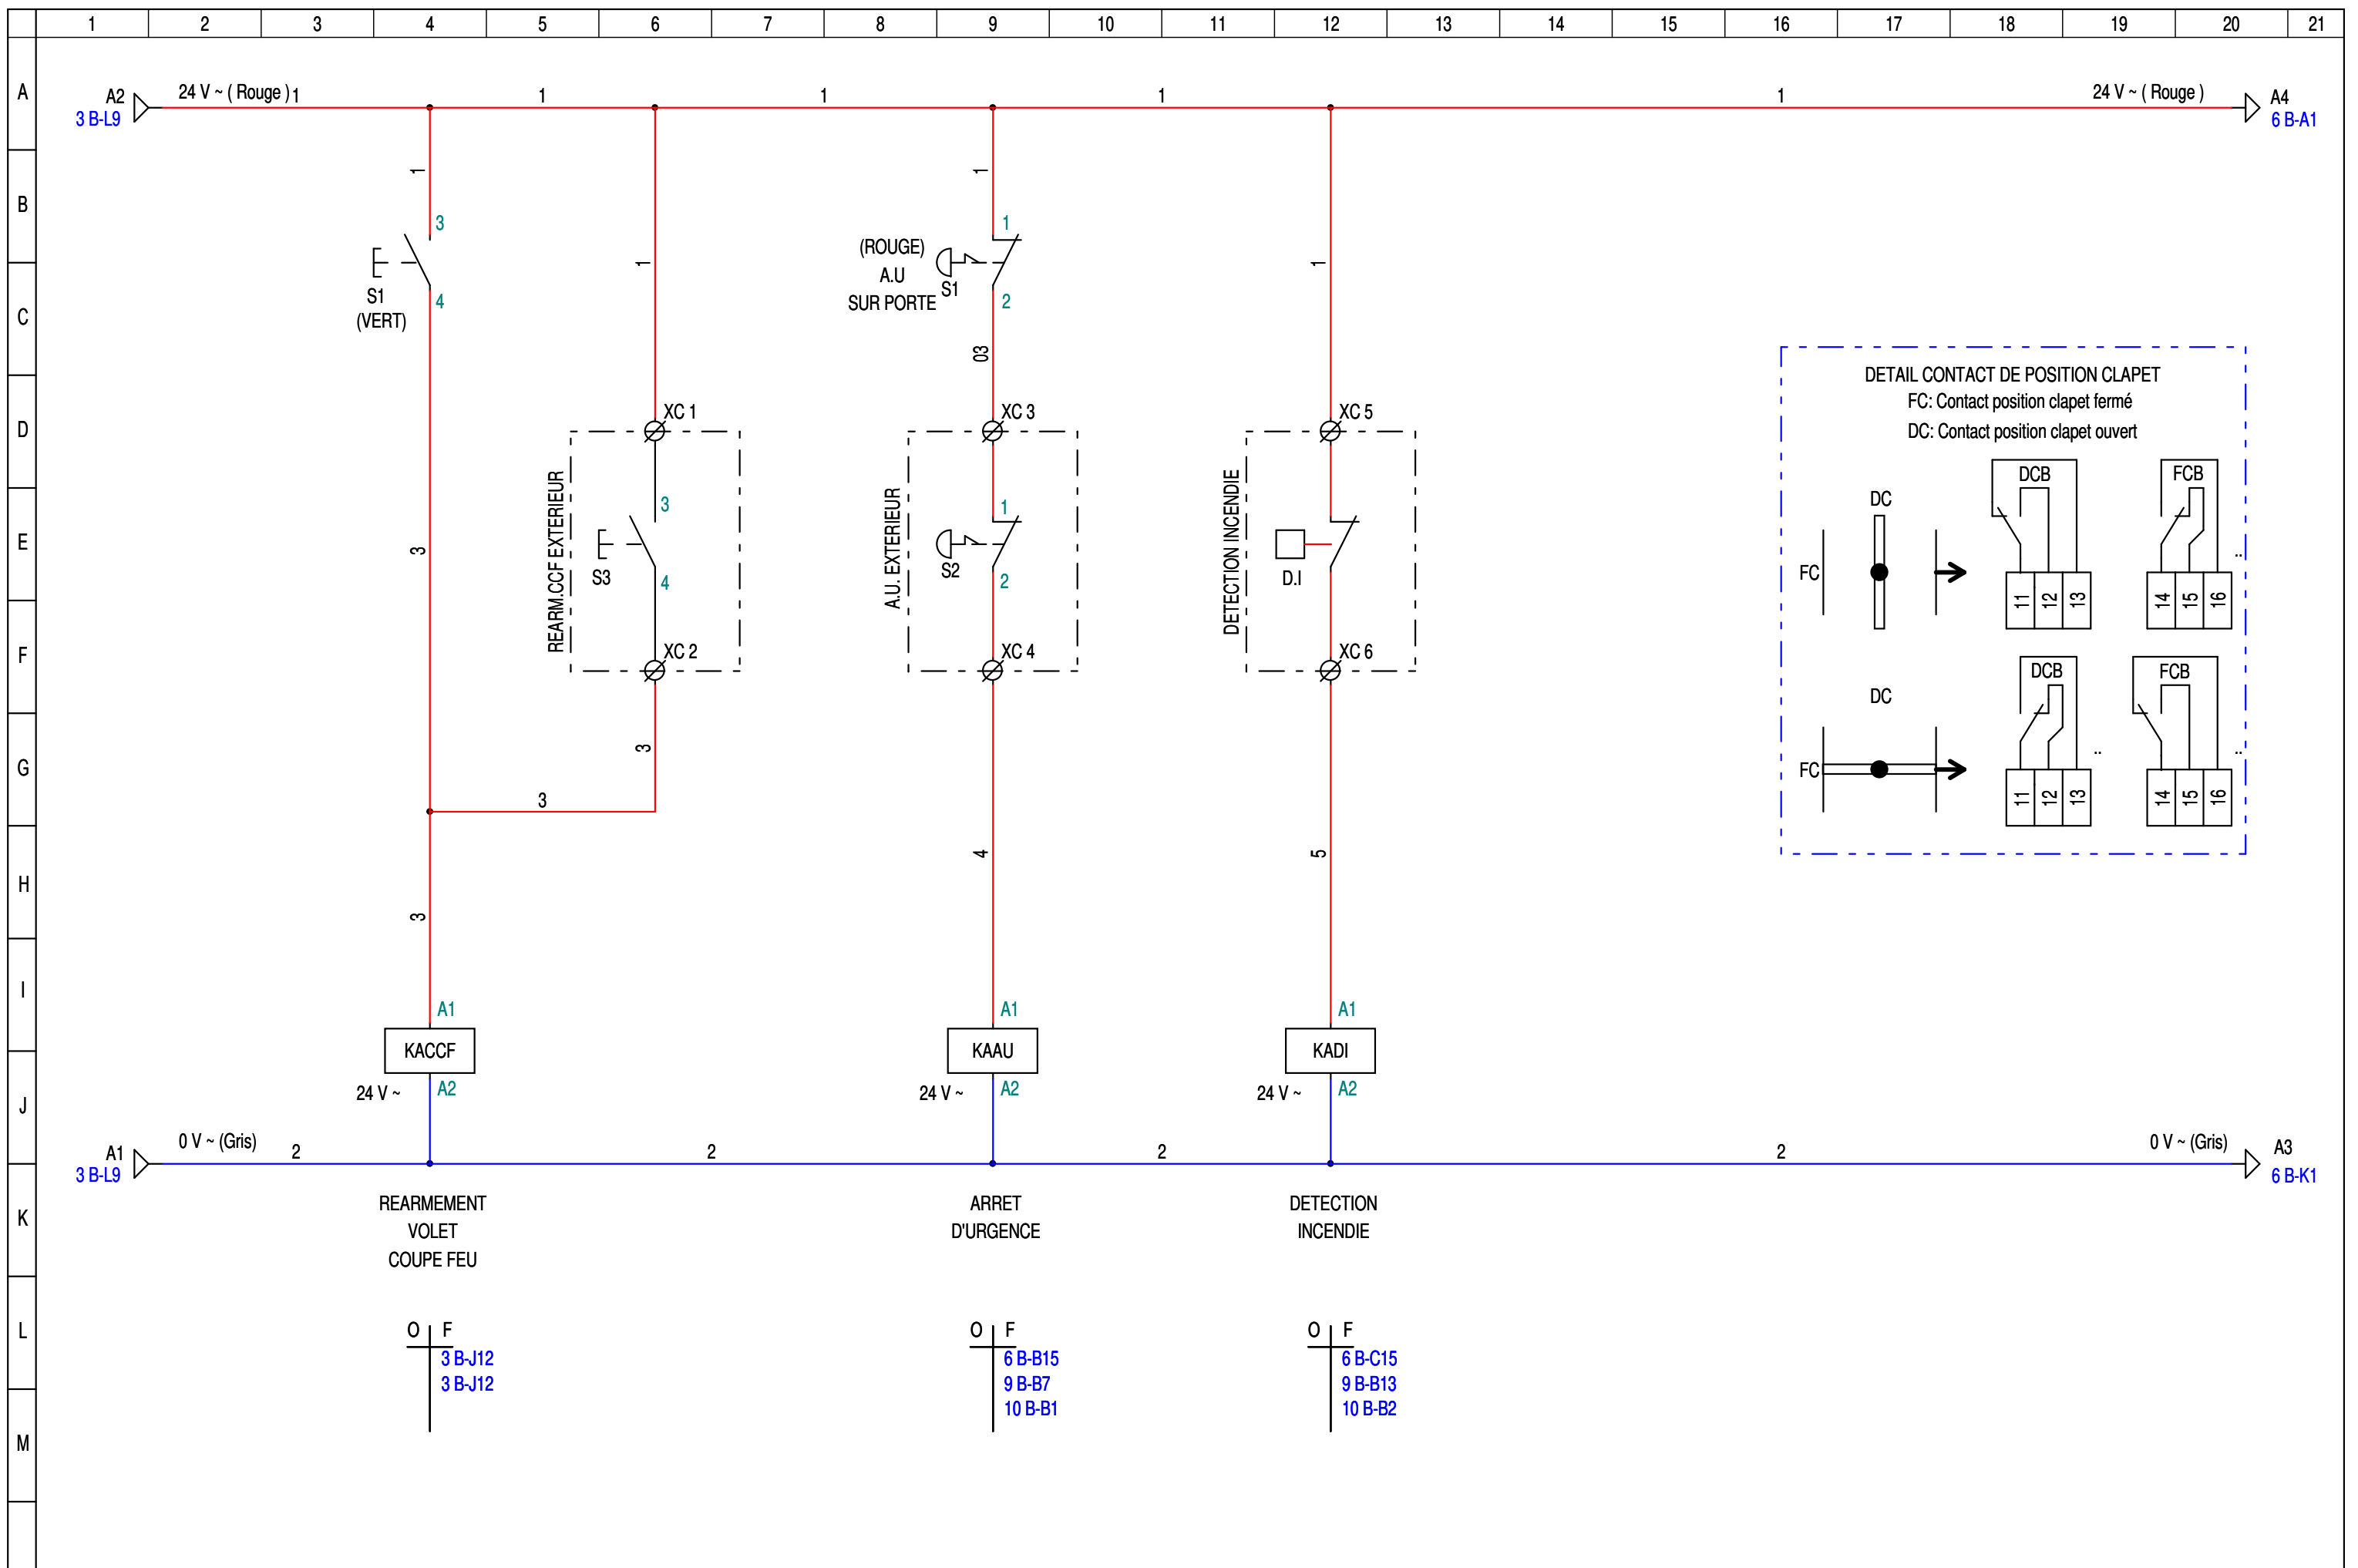 1 2 3 4 5 6 7 8 9 10 11 12 13 14 15 16 17 18 19 20 21
A
A2
3 B-L9
24 V ~ ( Rouge )
1
1
1
1
1
24 V ~ ( Rouge )
A4
6 B-A1
B
1
3
S1
(VERT)
4
1
1
(ROUGE)
A.U
SUR PORTE
S1
1
2
03
1
C
D
XC 1
XC 3
XC 5
DETAIL CONTACT DE POSITION CLAPET
FC: Contact position clapet fermé
DC: Contact position clapet ouvert
E
3
REARM.CCF EXTERIEUR
3
S3
4
XC 2
A.U. EXTERIEUR
1
S2
2
XC 4
DETECTION INCENDIE
D.I
XC 6
DC
FC
DCB
11 12 13
FCB
14 15 16
..
F
DC
FC
DCB
11 12 13
..
FCB
14 15 16
..
G
3
3
H
3
4
5
I
A1
A1
A1
KACCF
KAAU
KADI
J
24 V ~
A2
24 V ~
A2
24 V ~
A2
A1
3 B-L9
0 V ~ (Gris)
2
2
2
2
0 V ~ (Gris)
A3
6 B-K1
K
REARMEMENT
VOLET
COUPE FEU
ARRET
D'URGENCE
DETECTION
INCENDIE
L
O F
3 B-J12
3 B-J12
O F
6 B-B15
9 B-B7
10 B-B1
O F
6 B-C15
9 B-B13
10 B-B2
M